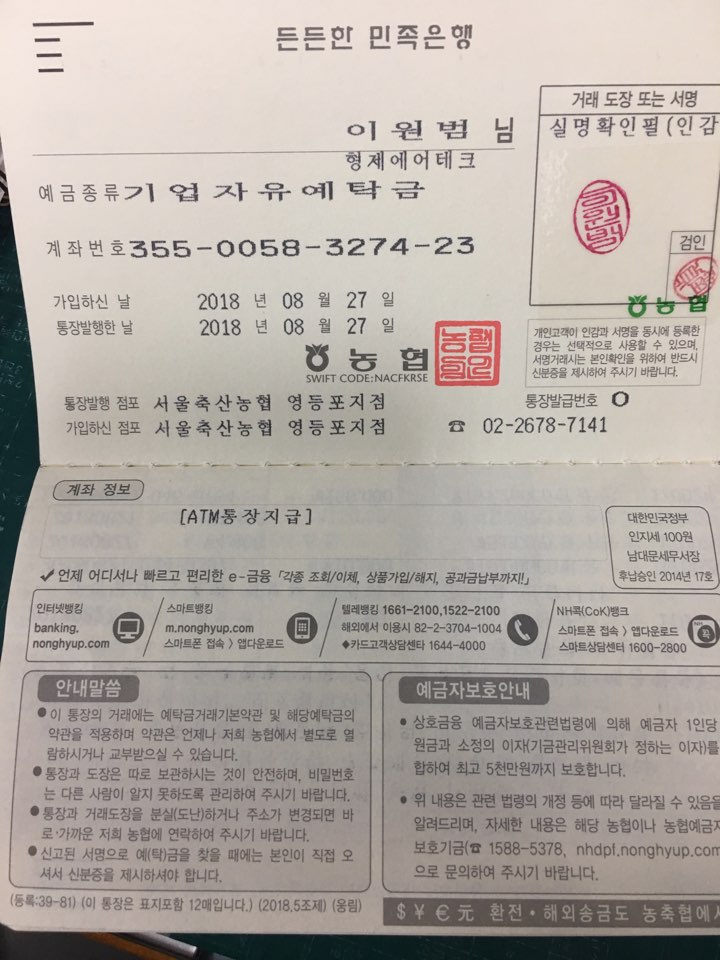 든든한 민족은행
거래 도장 또는 서명
이원범 님
실명확인필(인감
형제에어테크
예금종류 기업자유예탁금
계좌번호 355-0058-3274-23
검인
가입하신 날 2018 년 08 월 27 일
통장발행한 날 2018 년 08 월 27 일
농협
개인고객이 인감과 서명을 동시에 등록한
경우는 선택적으로 사용할 수 있으며,
서명거래시는 본인확인을 위하여 반드시
신분증을 제시하여 주시기 바랍니다.
농협
SWIFT CODE:NACFKRSE
통장발행 점포 서울축산농협 영등포지점
통장발급번호 0
가입하신 점포 서울축산농협 영등포지점
☎ 02-2678-7141
계좌 정보
[ATM통장지급]
대한민국정부
인지세 100원
남대문세무서장
후납승인 2014년 17호
✔언제 어디서나 빠르고 편리한 e-금융 「각종 조회/이체, 상품가입/해지, 공과금납부까지!」
인터넷뱅킹
banking.
nonghyup.com
스마트뱅킹
m.nonghyup.com
스마트폰 접속 > 앱다운로드
텔레뱅킹 1661-2100,1522-2100
해외에서 이용시 82-2-3704-1004
◆카드고객상담센타 1644-4000
NH콕(CoK)뱅크
스마트폰 접속 > 앱다운로드
스마트상담센터 1600-2800
NH
콕
안내말씀
●이 통장의 거래에는 예탁금거래기본약관 및 해당예탁금의
약관을 적용하며 약관은 언제나 저희 농협에서 별도로 열
람하시거나 교부받으실 수 있습니다.
●통장과 도장은 따로 보관하시는 것이 안전하며, 비밀번호
는 다른 사람이 알지 못하도록 관리하여 주시기 바랍니다.
●통장과 거래도장을 분실(도난)하거나 주소가 변경되면 바
로·가까운 저희 농협에 연락하여 주시기 바랍니다.
●신고된 서명으로 예(탁)금을 찾을 때에는 본인이 직접 오
셔서 신분증을 제시하셔야 합니다.
예금자보호안내
• 상호금융 예금자보호관련법령에 의해 예금자 1인당
원금과 소정의 이자(기금관리위원회가 정하는 이자)를
합하여 최고 5천만원까지 보호합니다.
• 위 내용은 관련 법령의 개정 등에 따라 달라질 수 있음을
알려드리며, 자세한 내용은 해당 농협이나 농협예금자
보호기금(☎ 1588-5378, nhdpf.nonghyup.com
으로 문의하여 주시기 바랍니다.
(등록:39-81) (이 통장은 표지포함 12매입니다.) (2018.5조제) (웅림)
$ ¥ € 元 환전·해외송금도 농축협에서